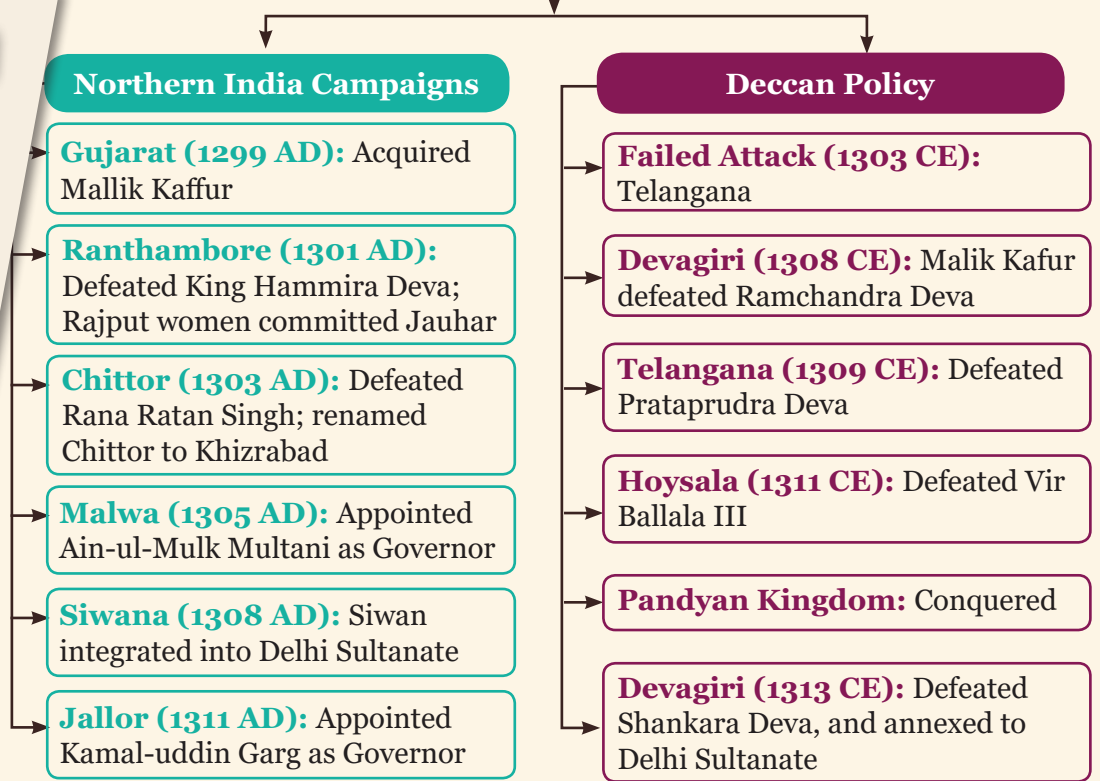 Northern India Campaigns
Gujarat (1299 AD): Acquired
Mallik Kaffur
Ranthambore (1301 AD):
Defeated King Hammira Deva;
Rajput women committed Jauhar
Chittor (1303 AD): Defeated
Rana Ratan Singh; renamed
Chittor to Khizrabad
Malwa (1305 AD): Appointed
Ain-ul-Mulk Multani as Governor
Siwana (1308 AD): Siwan
integrated into Delhi Sultanate
Jallor (1311 AD): Appointed
Kamal-uddin Garg as Governor
Deccan Policy
Failed Attack (1303 CE):
Telangana
Devagiri (1308 CE): Malik Kafur
defeated Ramchandra Deva
Telangana (1309 CE): Defeated
Prataprudra Deva
Hoysala (1311 CE): Defeated Vir
Ballala III
Pandyan Kingdom: Conquered
Devagiri (1313 CE): Defeated
Shankara Deva, and annexed to
Delhi Sultanate